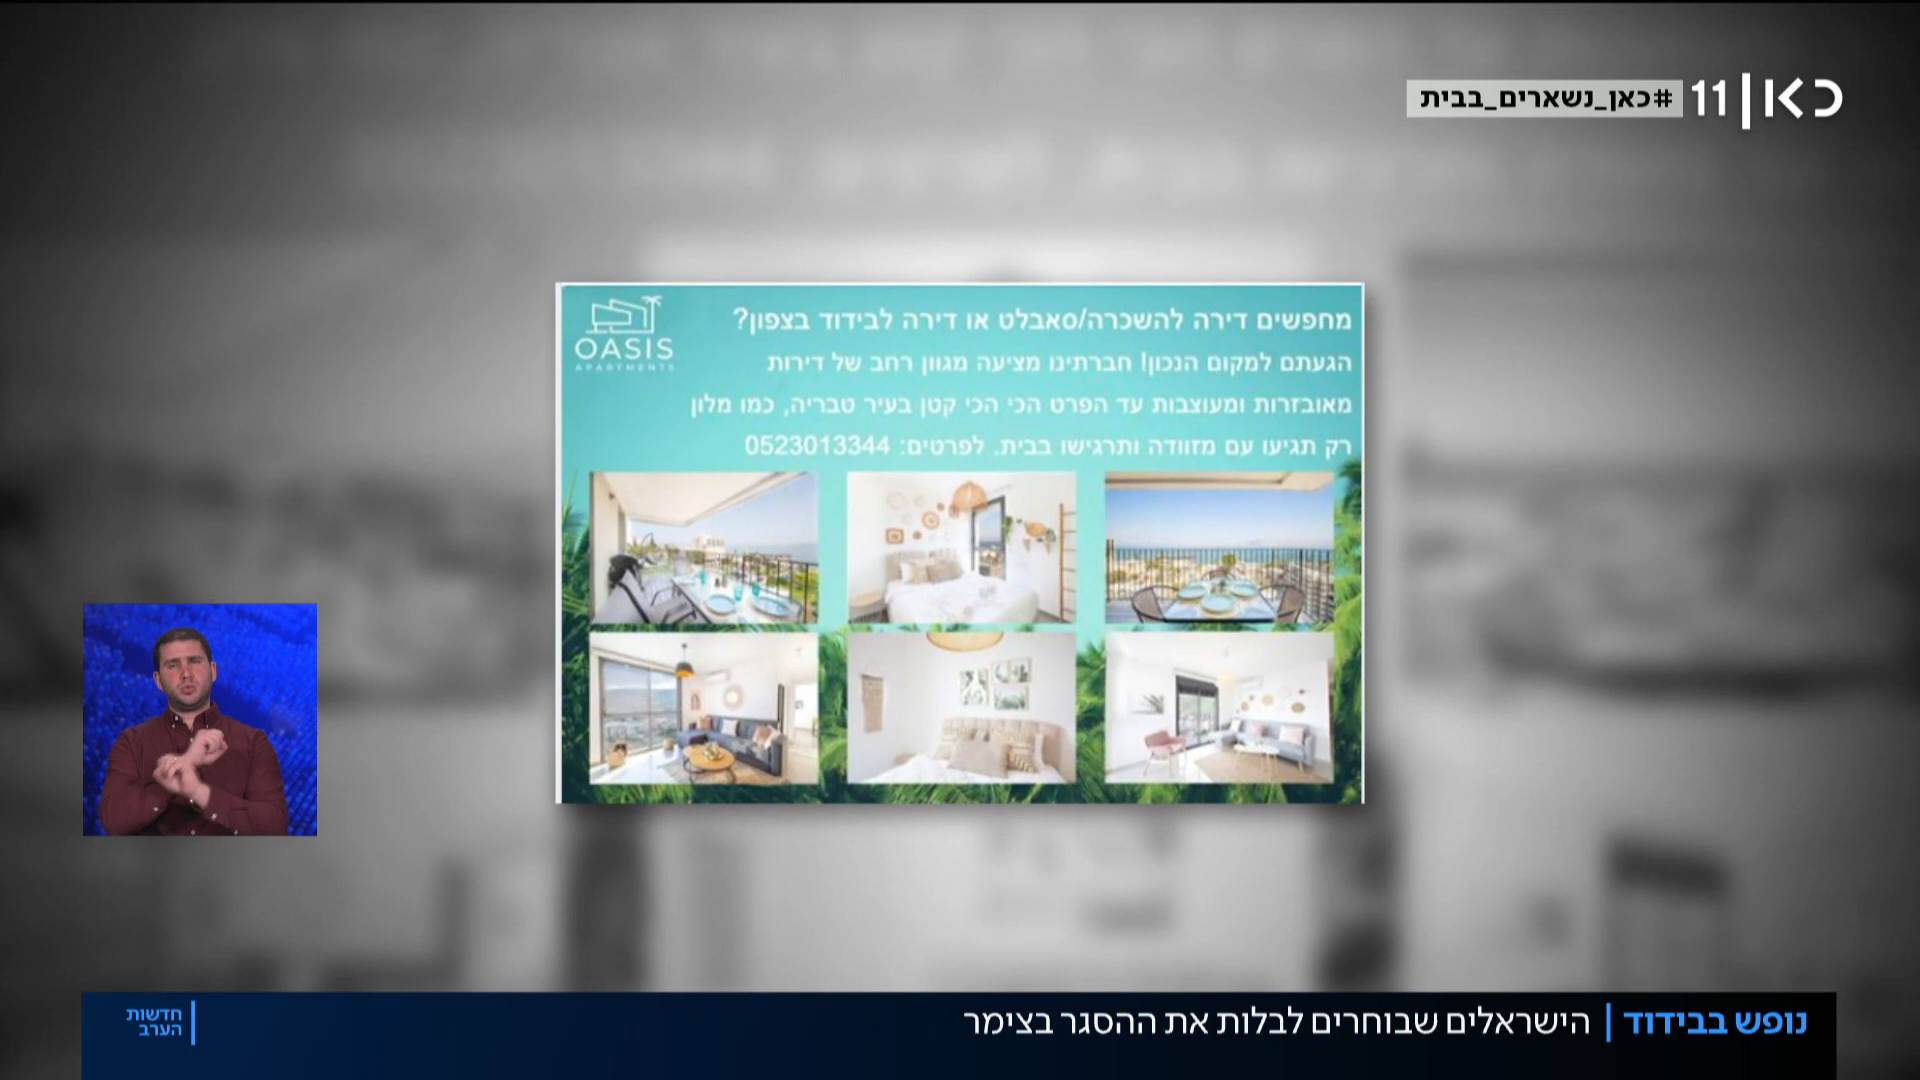 #כאן_נשארים_בבית
כאן 11
OASIS
APARTMENTS
מחפשים דירה להשכרה/סאבלט או דירה לבידוד בצפון?
הגעתם למקום הנכון! חברתינו מציעה מגוון רחב של דירות
מאובזרות ומעוצבות עד הפרט הכי הכי קטן בעיר טבריה, כמו מלון
רק תגיעו עם מזוודה ותרגישו בבית. לפרטים: 0523013344
נופש בבידוד | הישראלים שבוחרים לבלות את ההסגר בצימר
חדשות
הערב